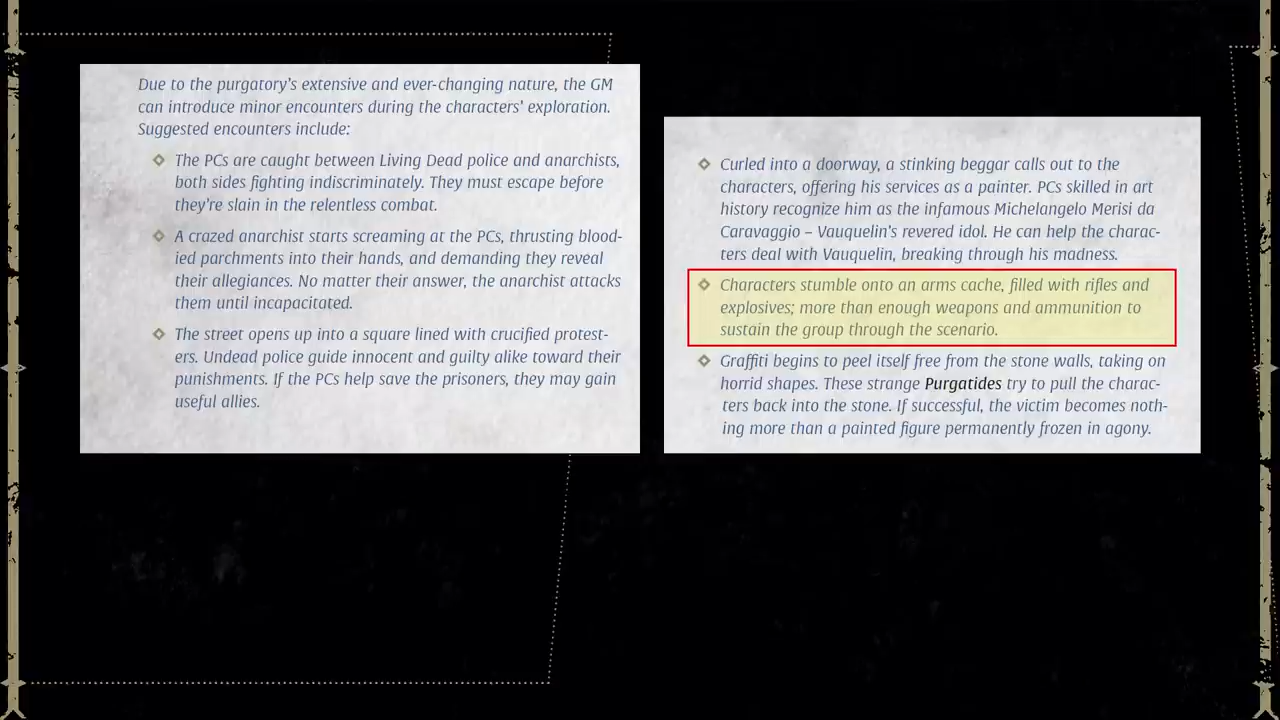 Due to the purgatory's extensive and ever-changing nature, the GM
can introduce minor encounters during the characters' exploration.
Suggested encounters include:
The PCs are caught between Living Dead police and anarchists,
both sides fighting indiscriminately. They must escape before
they're slain in the relentless combat.
A crazed anarchist starts screaming at the PCs, thrusting blood-
ied parchments into their hands, and demanding they reveal
their allegiances. No matter their answer, the anarchist attacks
them until incapacitated.
The street opens up into a square lined with crucified protest-
ers. Undead police guide innocent and guilty alike toward their
punishments. If the PCs help save the prisoners, they may gain
useful allies.
Curled into a doorway, a stinking beggar calls out to the
characters, offering his services as a painter. PCs skilled in art
history recognize him as the infamous Michelangelo Merisi da
Caravaggio – Vauquelin's revered idol. He can help the charac-
ters deal with Vauquelin, breaking through his madness.
Characters stumble onto an arms cache, filled with rifles and
explosives; more than enough weapons and ammunition to
sustain the group through the scenario.
Graffiti begins to peel itself free from the stone walls, taking on
horrid shapes. These strange Purgatides try to pull the charac-
ters back into the stone. If successful, the victim becomes noth-
ing more than a painted figure permanently frozen in agony.